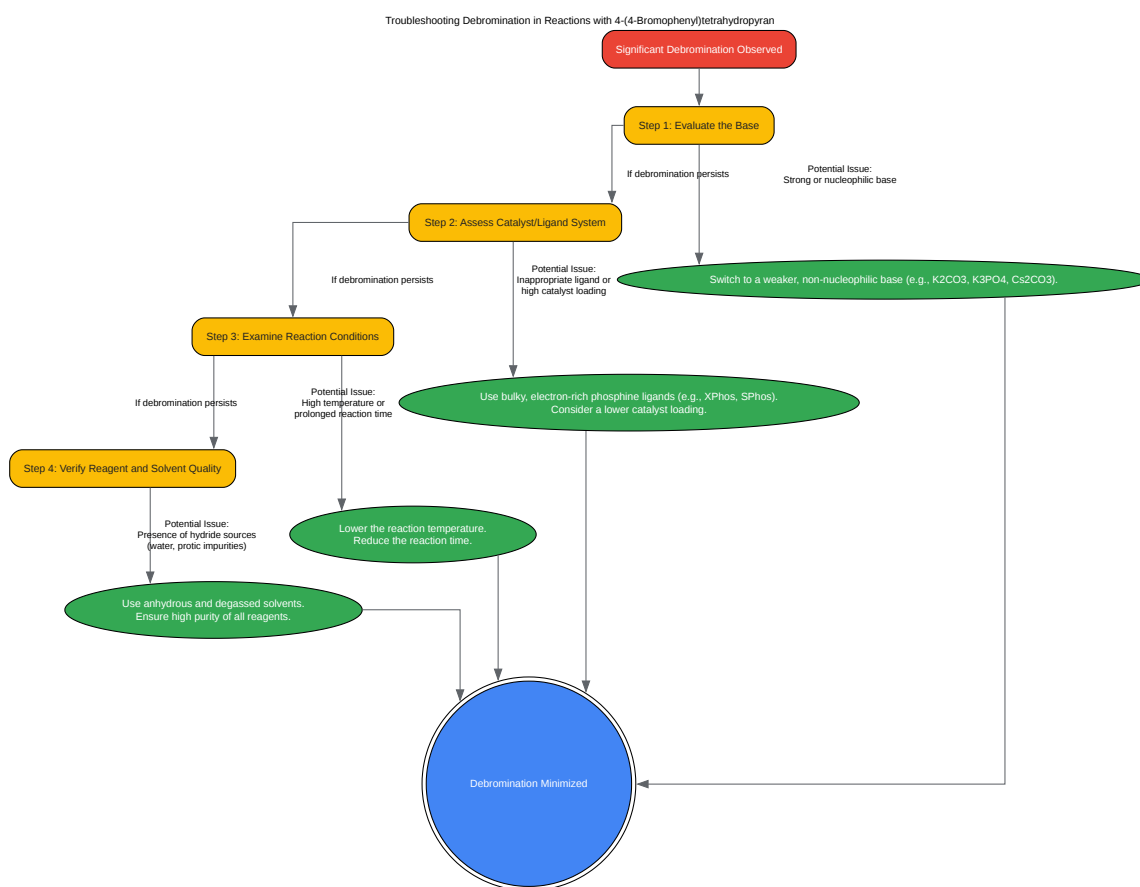 Troubleshooting Debromination in Reactions with 4-(4-Bromophenyl)tetrahydropyran
Significant Debromination Observed
Step 1: Evaluate the Base
If debromination persists
Potential Issue:
Strong or nucleophilic base
Step 2: Assess Catalyst/Ligand System
If debromination persists
Potential Issue:
Inappropriate ligand or
high catalyst loading
Switch to a weaker, non-nucleophilic base (e.g., K2CO3, K3PO4, Cs2CO3).
Step 3: Examine Reaction Conditions
If debromination persists
Potential Issue:
High temperature or
prolonged reaction time
Use bulky, electron-rich phosphine ligands (e.g., XPhos, SPhos).
Consider a lower catalyst loading.
Step 4: Verify Reagent and Solvent Quality
Potential Issue:
Presence of hydride sources
(water, protic impurities)
Lower the reaction temperature.
Reduce the reaction time.
Use anhydrous and degassed solvents.
Ensure high purity of all reagents.
Debromination Minimized